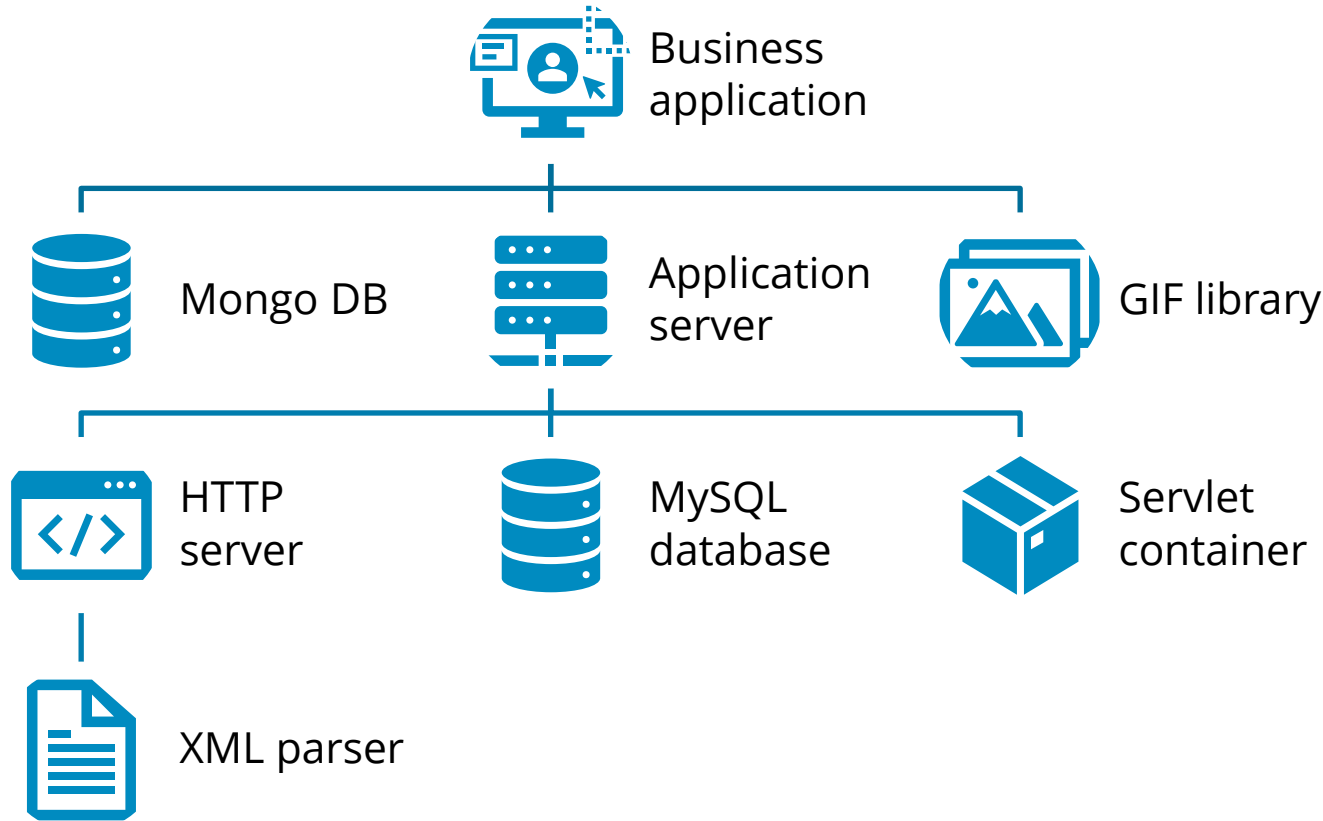 Business
application
Mongo DB
Application
server
GIF library
HTTP
server
MySQL
database
Servlet
container
XML parser